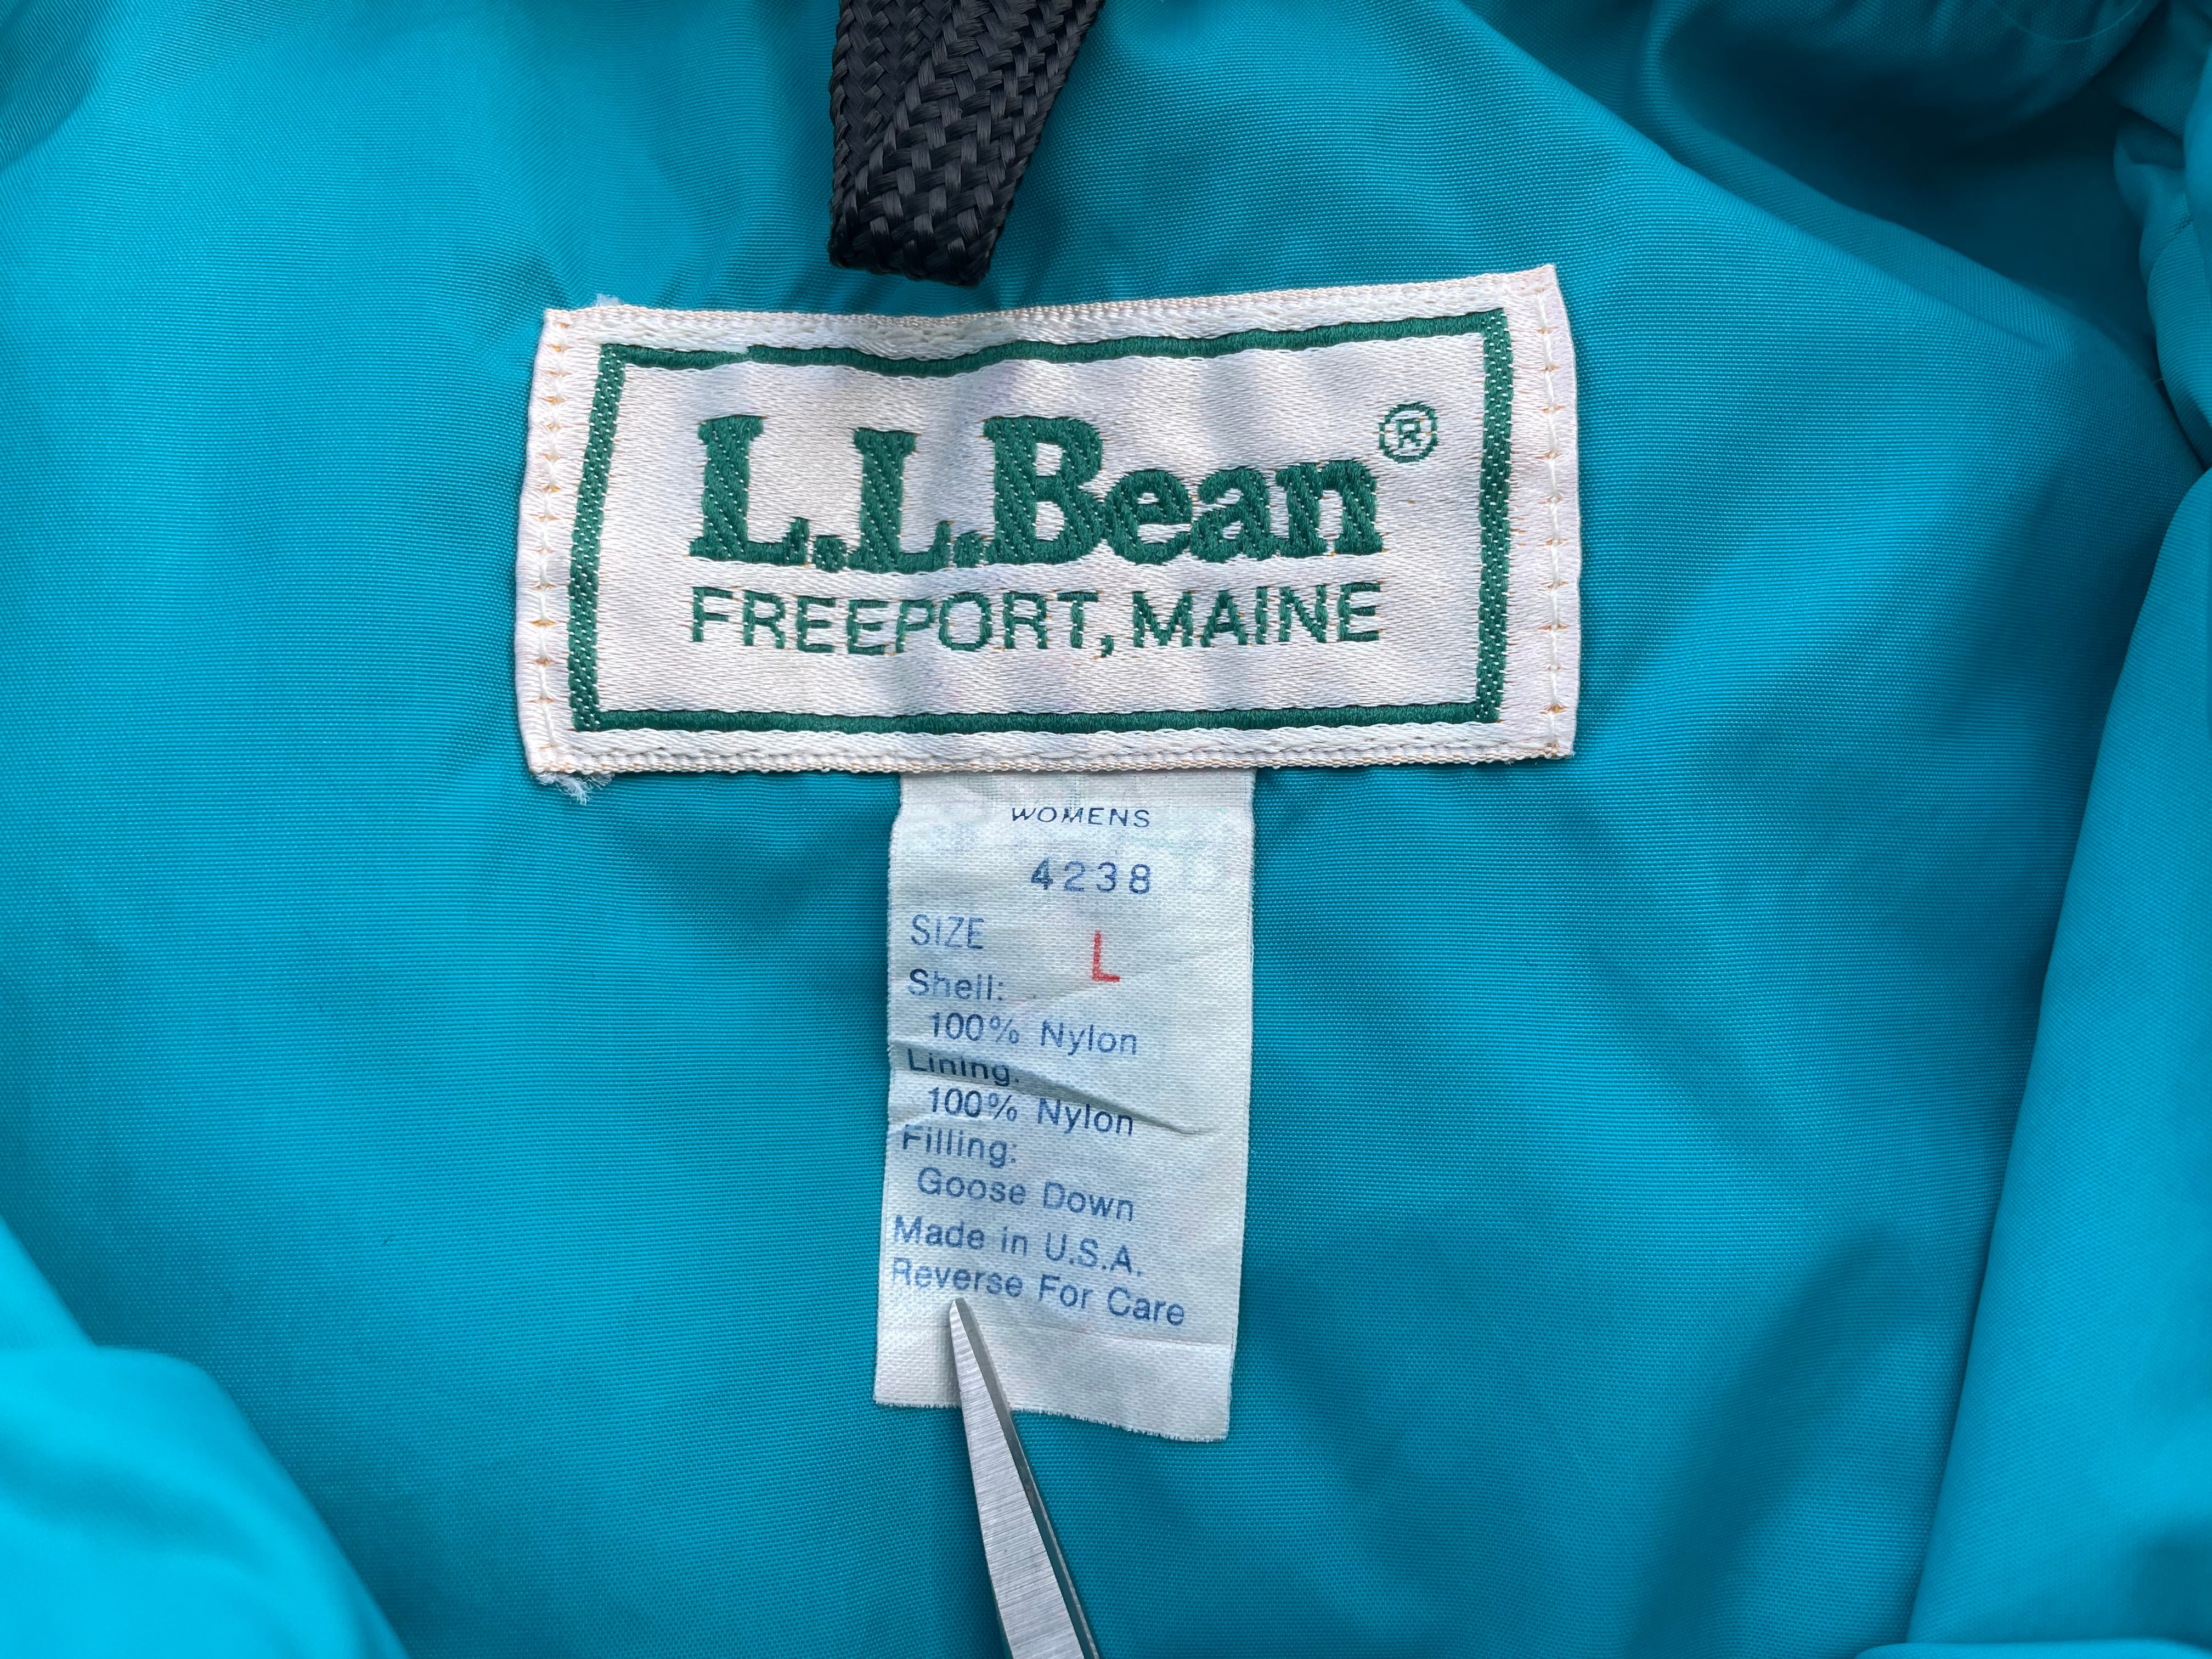 L.L.Bean®
FREEPORT, MAINE
WOMENS
4238
SIZE L
Shell:
100% Nylon
Lining:
100% Nylon
Filling:
Goose Down
Made in U.S.A.
Reverse For Care